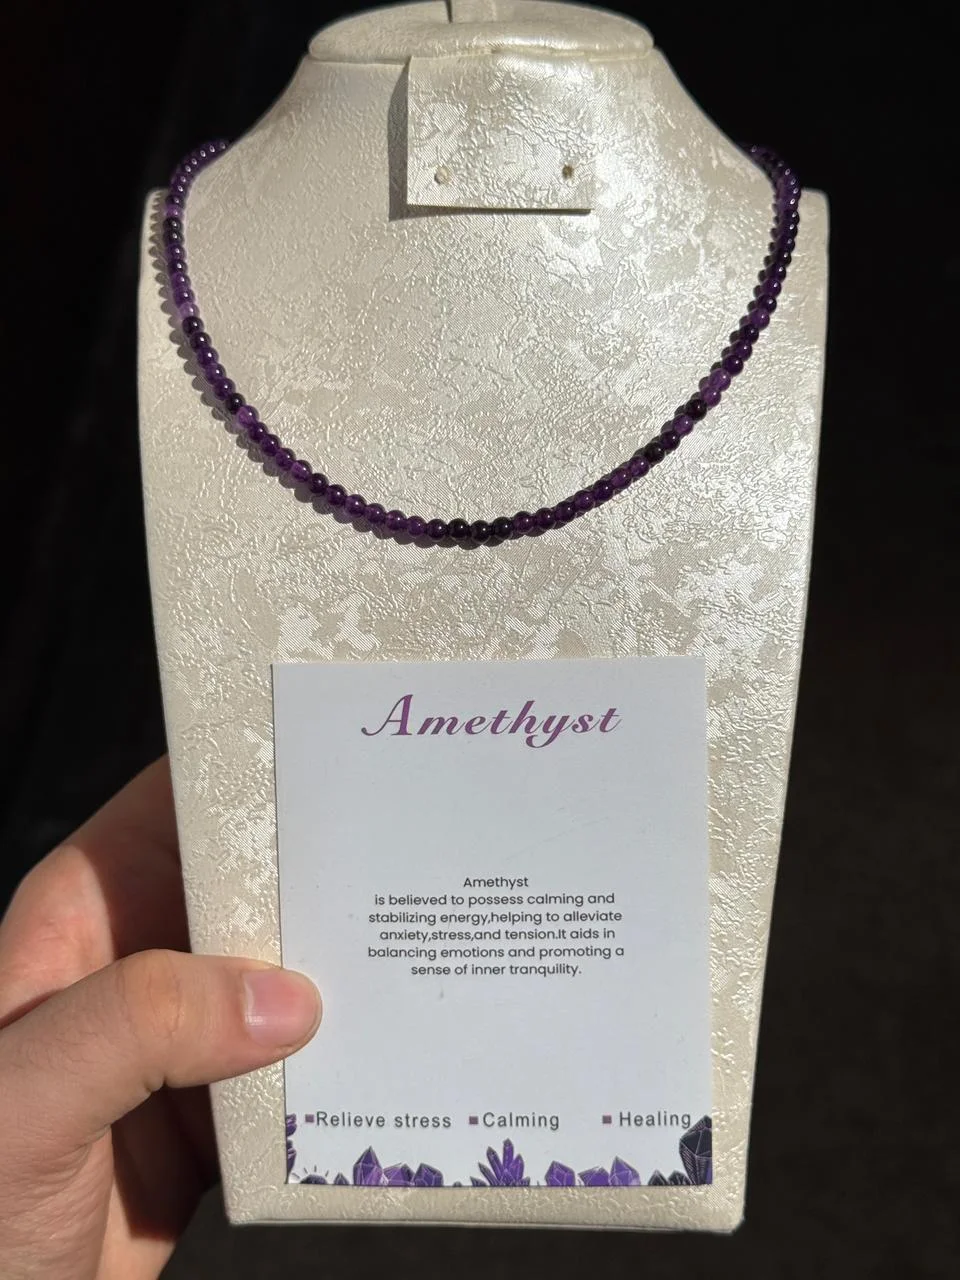 Amethyst
Amethyst
is believed to possess calming and
stabilizing energy,helping to alleviate
anxiety,stress,and tension.It aids in
balancing emotions and promoting a
sense of inner tranquility.
Relieve stress Calming Healing